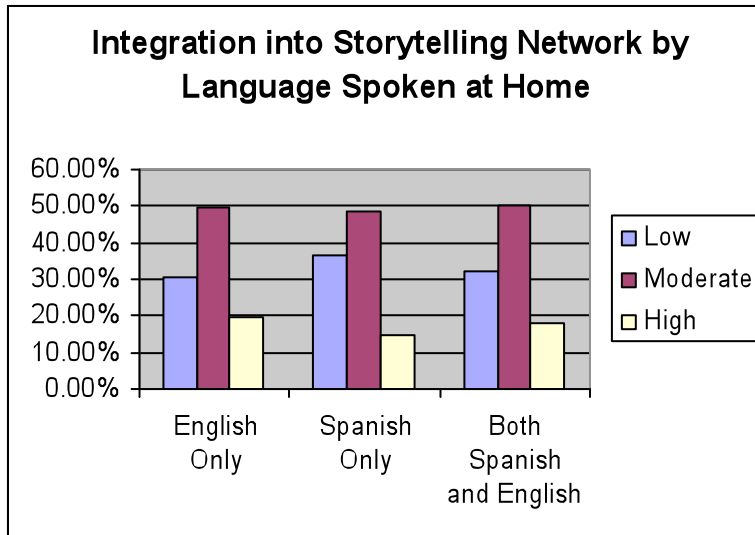 Integration into Storytelling Network by
Language Spoken at Home
60.00%
50.00%
40.00%
30.00%
20.00%
10.00%
0.00%
English
Only
Spanish
Only
Both
Spanish
and English
Low
Moderate
High